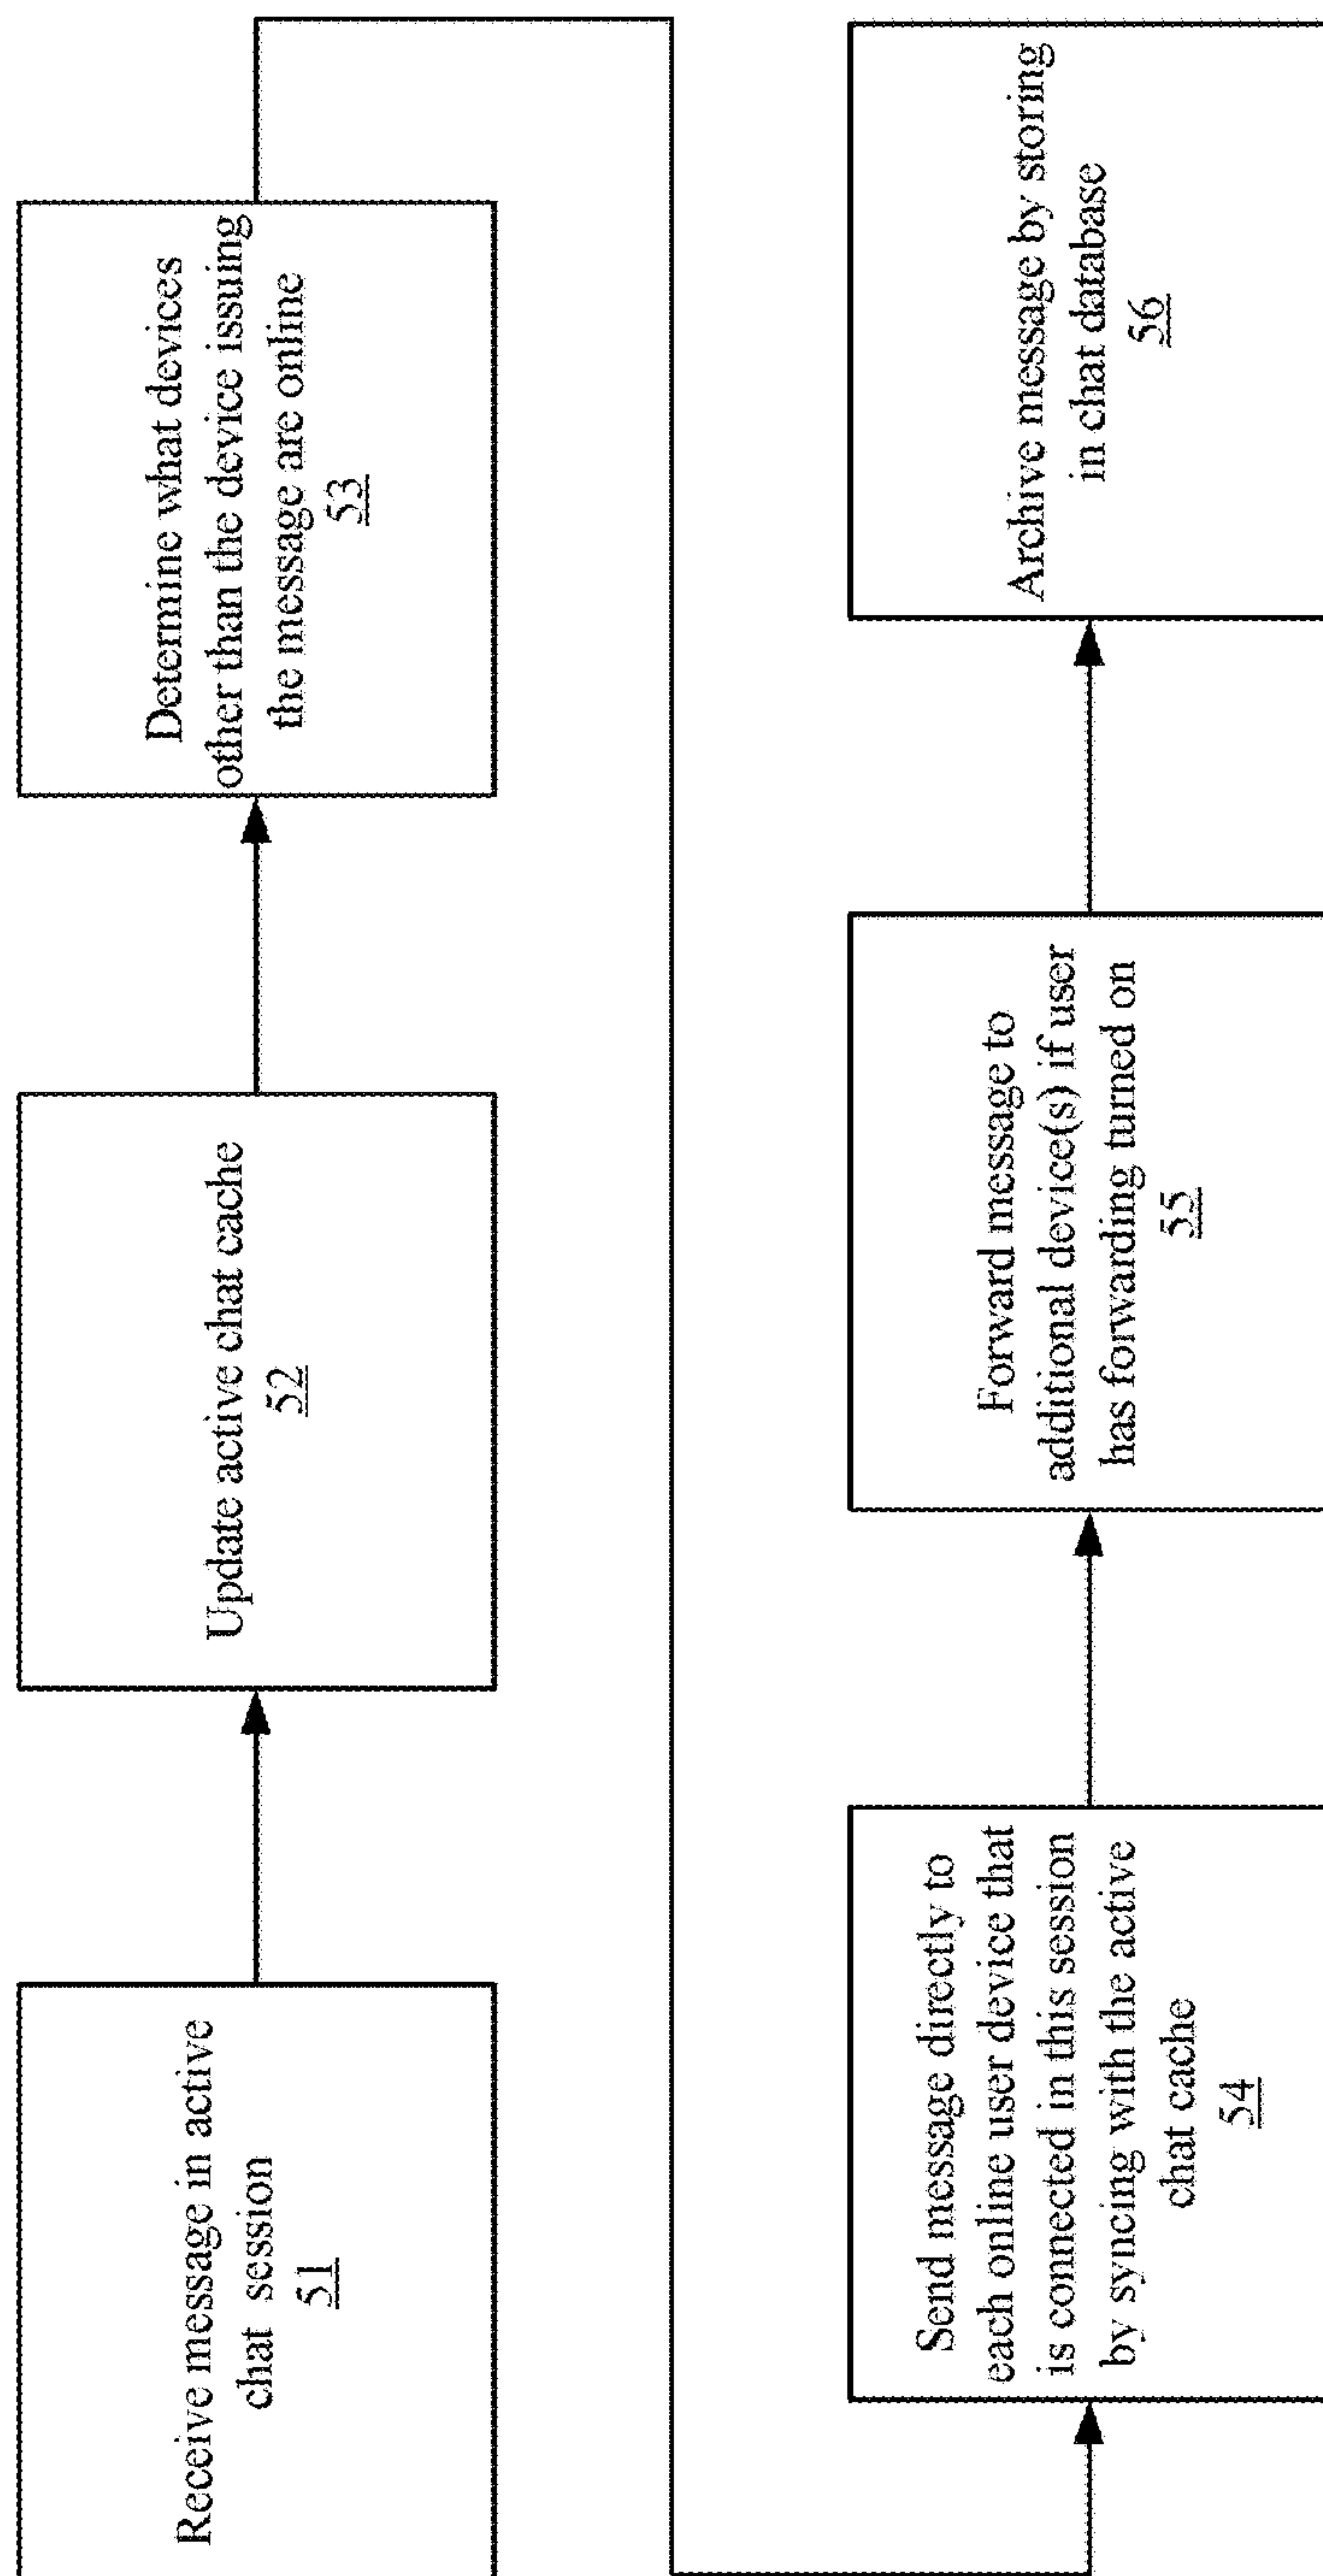 Receive message in active
chat session
51
Update active chat cache
52
Determine what devices
other than the device issuing
the message are online
53
Send message directly to
each online user device that
is connected in this session
by syncing with the active
chat cache
54
Forward message to
additional device(s) if user
has forwarding turned on
55
Archive message by storing
in chat database
56